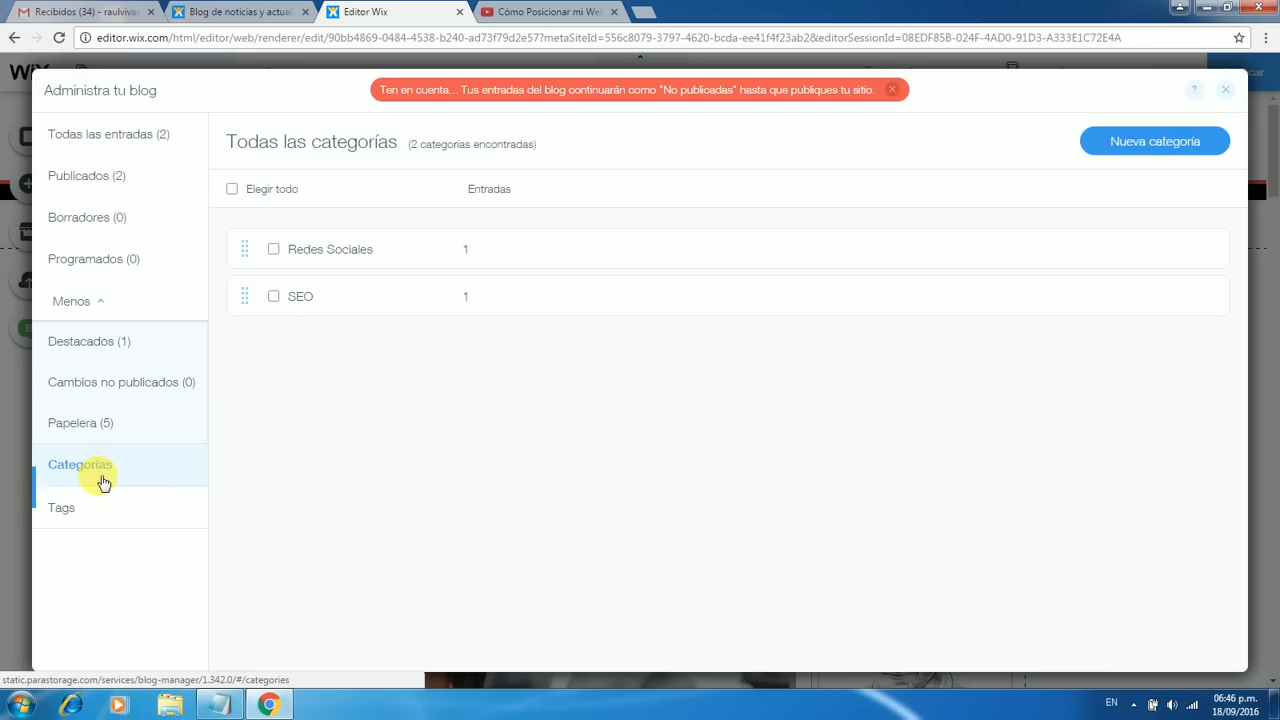 Recibidos (34) - raulivar
Blog de noticias y actual
Editor Wix
Cómo Posicionar mi We
editor.wix.com/html/editor/web/renderer/edit/90bb4869-0484-4538-b240-ad73f79d2e57?metaSiteId=556c8079-3797-4620-bcda-ee41f4f23ab2&editorSessionId=08EDF85B-024F-4AD0-91D3-A333E1C72E4A
WiX
Administra tu blog
Ten en cuenta... Tus entradas del blog continuarán como "No publicadas" hasta que publiques tu sitio.
?
Todas las entradas (2)
Publicados (2)
Borradores (0)
Programados (0)
Menos
Destacados (1)
Cambios no publicados (0)
Papelera (5)
Categorías
Tags
Todas las categorías (2 categorías encontradas)
Nueva categoría
Elegir todo Entradas
Redes Sociales 1
SEO 1
static.parastorage.com/services/blog-manager/1.342.0/#/categories
EN
06:46 p.m.
18/09/2016